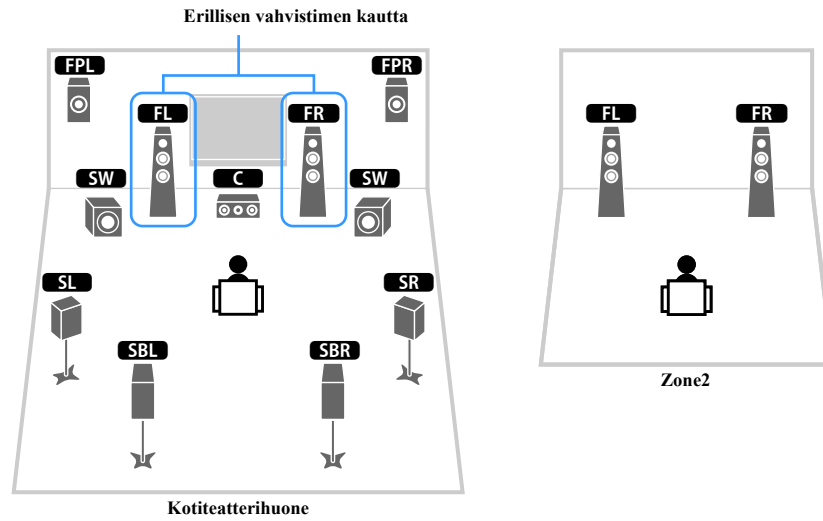 Erillisen vahvistimen kautta
FPL
FPR
FL
FR
SW
C
SW
SL
SR
SBL
SBR
Kotiteatterihuone
FL
FR
Zone2